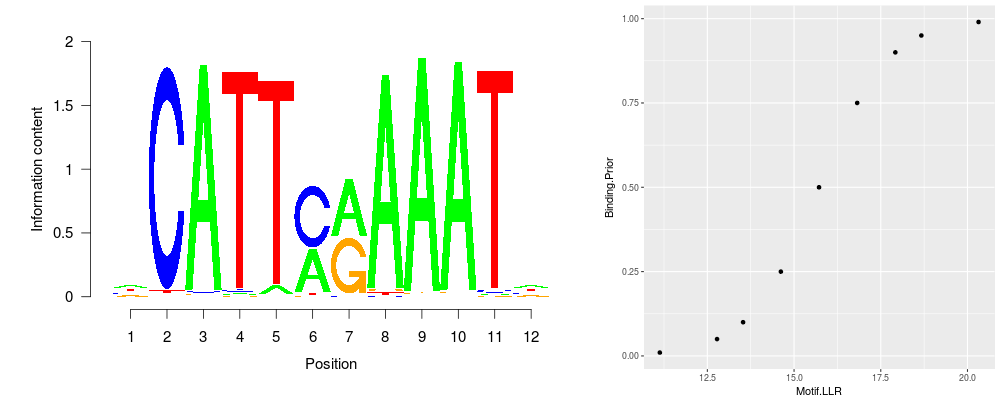 Information content
2
1.5
1
0.5
0
C A T T C A A A A T
A G
1 2 3 4 5 6 7 8 9 10 11 12
Position
Binding.Prior
1.00
0.75
0.50
0.25
0.00
12.5 15.0 17.5 20.0
Motif.LLR